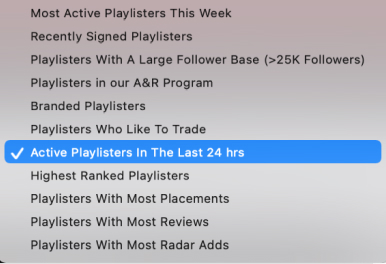 Most Active Playlisters This Week
Recently Signed Playlisters
Playlisters With A Large Follower Base (>25K Followers)
Playlisters in our A&R Program
Branded Playlisters
Playlisters Who Like To Trade
✓ Active Playlisters In The Last 24 hrs
Highest Ranked Playlisters
Playlisters With Most Placements
Playlisters With Most Reviews
Playlisters With Most Radar Adds